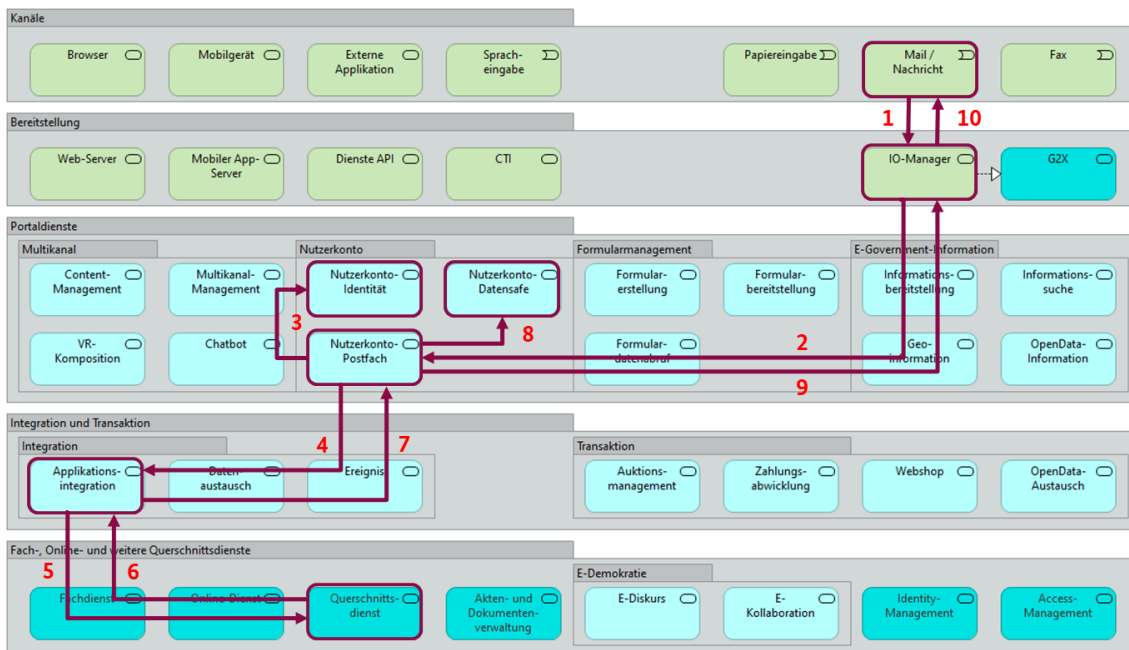 Kanäle
Browser
Mobilgerät
Externe
Applikation
Sprach-
eingabe
Papiereingabe
Mail /
Nachricht
Fax
1
10
Bereitstellung
Web-Server
Mobiler App-
Server
Dienste API
CTI
IO-Manager
G2X
Portaldienste
Multikanal
Nutzerkonto
Formularmanagement
E-Government-Information
Content-
Management
Multikanal-
Management
Nutzerkonto-
Identität
Nutzerkonto-
Datensafe
Formular-
erstellung
Formular-
bereitstellung
Informations-
bereitstellung
Informations-
suche
3
8
2
VR-
Komposition
Chatbot
Nutzerkonto-
Postfach
Formular-
datenabruf
Geo-
information
OpenData-
Information
9
Integration und Transaktion
4
7
Integration
Transaktion
Applikations-
integration
Daten-
austausch
Ereignis
Auktions-
management
Zahlungs-
abwicklung
Webshop
OpenData-
Austausch
Fach-, Online- und weitere Querschnittsdienste
5
6
E-Demokratie
Fachdienst
Online-Dienst
Querschnitts-
dienst
Akten- und
Dokumenten-
verwaltung
E-Diskurs
E-
Kollaboration
Identity-
Management
Access-
Management